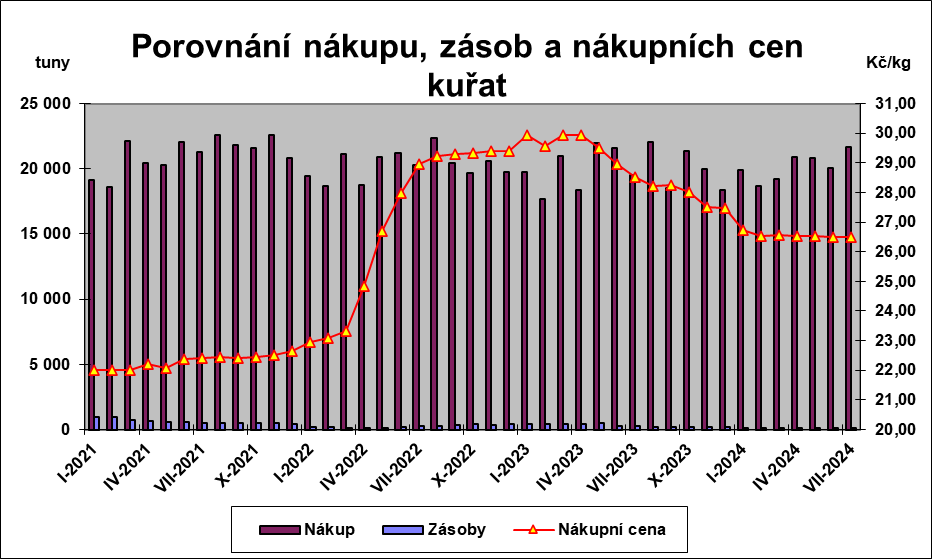 Porovnání nákupu, zásob a nákupních cen
kuřat
tuny
Kč/kg
25 000
20 000
15 000
10 000
5 000
0
31,00
30,00
29,00
28,00
27,00
26,00
25,00
24,00
23,00
22,00
21,00
20,00
I-2021
IV-2021
VII-2021
X-2021
I-2022
IV-2022
VII-2022
X-2022
I-2023
IV-2023
VII-2023
X-2023
I-2024
IV-2024
VII-2024
Nákup
Zásoby
Nákupní cena